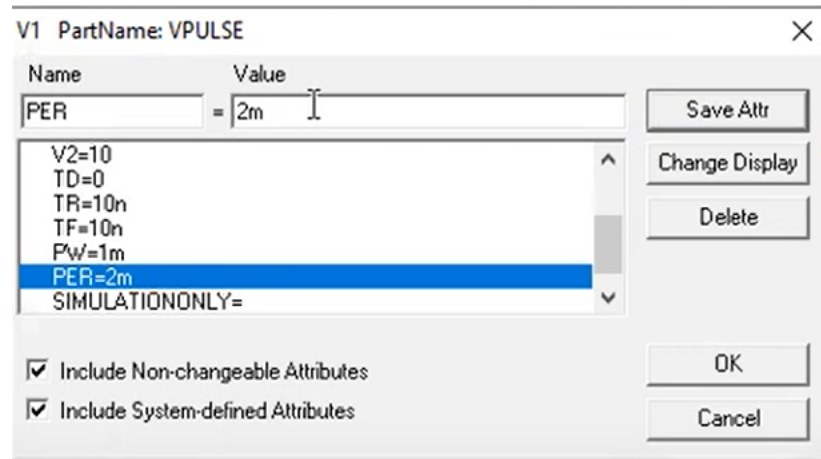 V1 PartName: VPULSE
Name Value
PER = 2m Save Attr
V2=10 Change Display
TD=0
TR=10n
TF=10n Delete
PW=1m
PER=2m
SIMULATIONONLY=
Include Non-changeable Attributes OK
Include System-defined Attributes Cancel